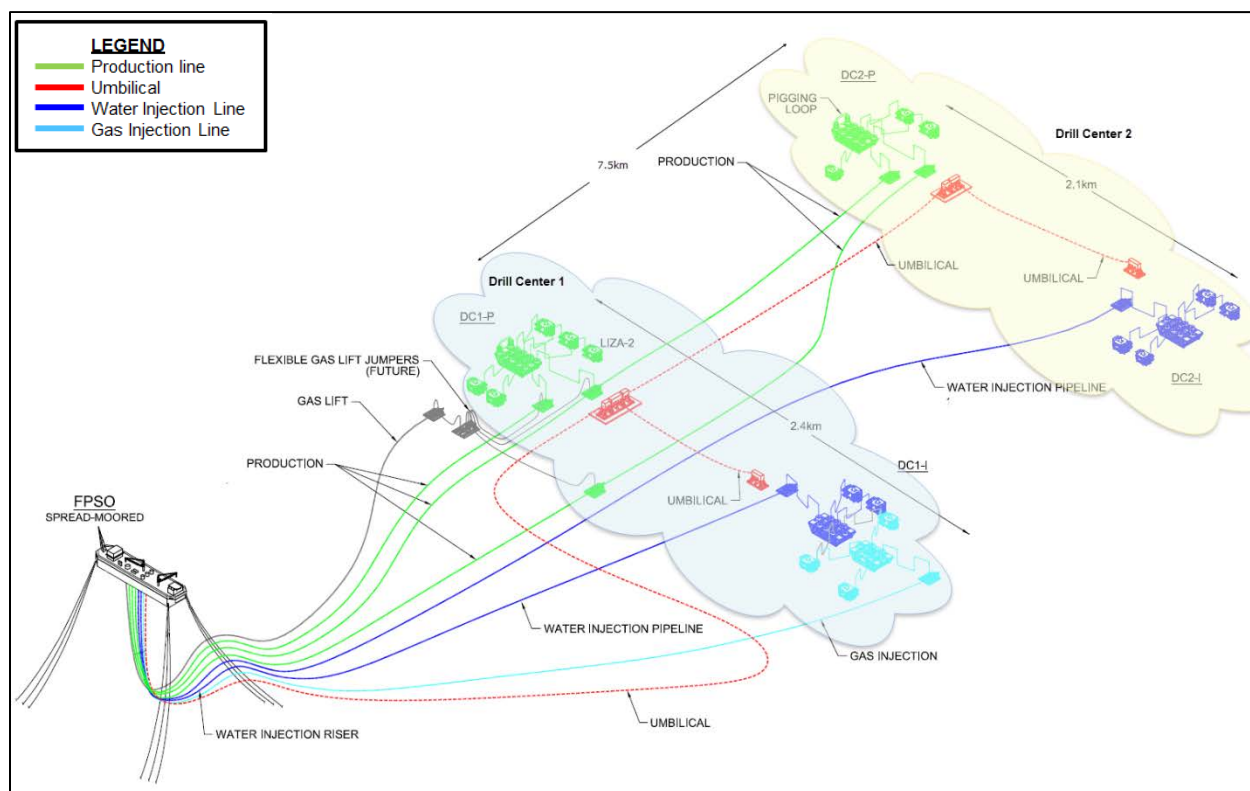 LEGEND
Production line
Umbilical
Water Injection Line
Gas Injection Line
DC2-P
PIGGING
LOOP
Drill Center 2
7.5km
PRODUCTION
2.1km
UMBILICAL
UMBILICAL
Drill Center 1
DC1-P
LIZA-2
FLEXIBLE GAS LIFT JUMPERS
(FUTURE)
GAS LIFT
WATER INJECTION PIPELINE
DC2-I
2.4km
PRODUCTION
DC1-I
UMBILICAL
FPSO
SPREAD-MOORED
WATER INJECTION PIPELINE
GAS INJECTION
UMBILICAL
WATER INJECTION RISER